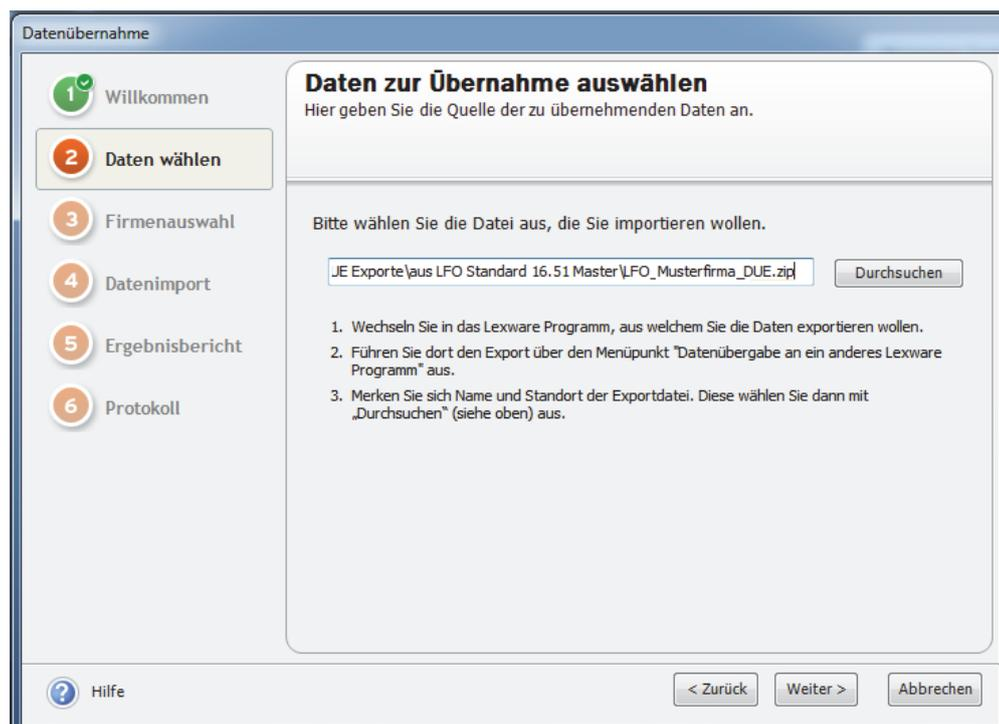 Datenübernahme
1 Willkommen
2 Daten wählen
3 Firmenauswahl
4 Datenimport
5 Ergebnisbericht
6 Protokoll
Daten zur Übernahme auswählen
Hier geben Sie die Quelle der zu übernehmenden Daten an.
Bitte wählen Sie die Datei aus, die Sie importieren wollen.
JE Exporte\aus LFO Standard 16.51 Master\LFO_Musterfirma_DUE.zip
Durchsuchen
1. Wechseln Sie in das Lexware Programm, aus welchem Sie die Daten exportieren wollen.
2. Führen Sie dort den Export über den Menüpunkt "Datenübergabe an ein anderes Lexware
Programm" aus.
3. Merken Sie sich Name und Standort der Exportdatei. Diese wählen Sie dann mit
„Durchsuchen“ (siehe oben) aus.
? Hilfe
< Zurück
Weiter >
Abbrechen